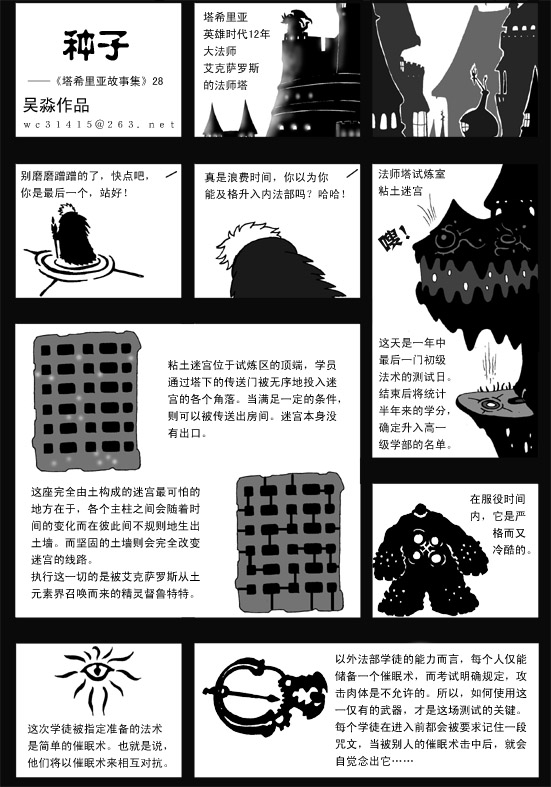 种子
——《塔希里亚故事集》28
吴淼作品
wc31415@263.net
塔希里亚
英雄时代12年
大法师
艾克萨罗斯
的法师塔
别磨磨蹭蹭的了，快点吧，
你是最后一个，站好！
真是浪费时间，你以为你
能及格升入内法部吗？哈哈！
法师塔试炼室
粘土迷宫
嗖！
这天是一年中
最后一门初级
法术的测试日。
结束后将统计
半年来的学分，
确定升入高一
级学部的名单。
粘土迷宫位于试炼区的顶端，学员
通过塔下的传送门被无序地投入迷
宫的各个角落。当满足一定的条件，
则可以被传送出房间。迷宫本身没
有出口。
这座完全由土构成的迷宫最可怕的
地方在于，各个主柱之间会随着时
间的变化而在彼此间不规则地生出
土墙。而坚固的土墙则会完全改变
迷宫的线路。
执行这一切的是被艾克萨罗斯从土
元素界召唤而来的精灵督鲁特特。
在服役时间
内，它是严
格而又
冷酷的。
这次学徒被指定准备的法术
是简单的催眠术。也就是说，
他们将以催眠术来相互对抗。
以外法部学徒的能力而言，每个人仅能
储备一个催眠术，而考试明确规定，攻
击肉体是不允许的。所以，如何使用这
一仅有的武器，才是这场测试的关键。
每个学徒在进入前都会被要求记住一段
咒文，当被别人的催眠术击中后，就会
自觉念出它……